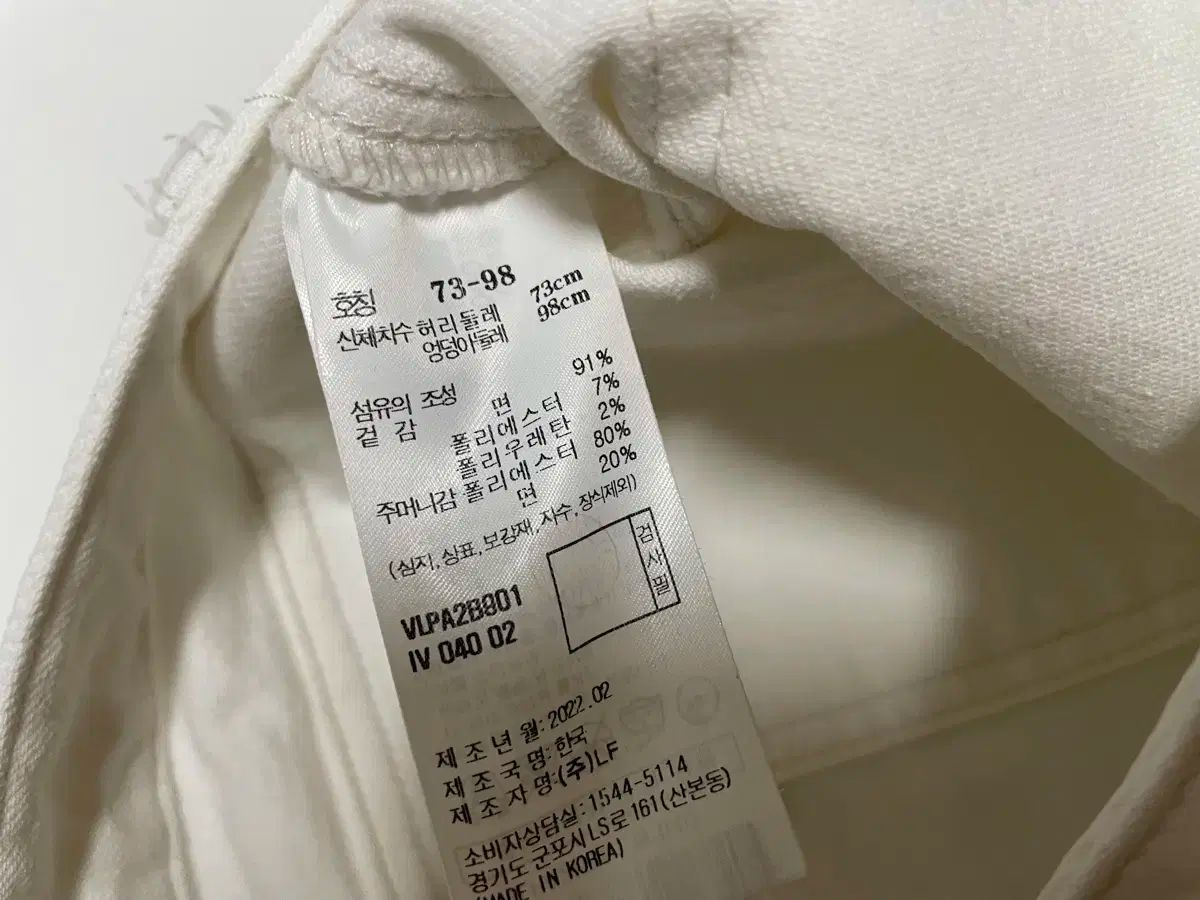 호칭 73-98
신체치수 허리둘레 73cm
엉덩이둘레 98cm
섬유의 조성
겉감 면 91%
폴리에스터 7%
폴리우레탄 2%
주머니감 폴리에스터 80%
면 20%
(심지, 상표, 보강재, 자수, 장식제외)
검사필
VLPA2B801
IV 040 02
제조년월: 2022.02
제조국명: 한국
제조자명: (주)LF
소비자상담실: 1544-5114
경기도 군포시 LS로 161(산본동)
(MADE IN KOREA)